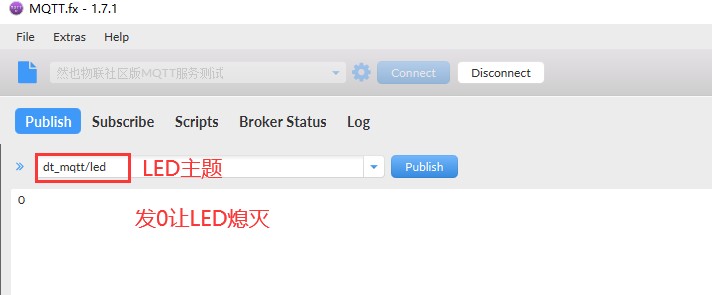 MQTT.fx - 1.7.1
File Extras Help
然也物联社区版MQTT服务测试 Connect Disconnect
Publish Subscribe Scripts Broker Status Log
dt_mqtt/led LED主题 Publish
0
发0让LED熄灭